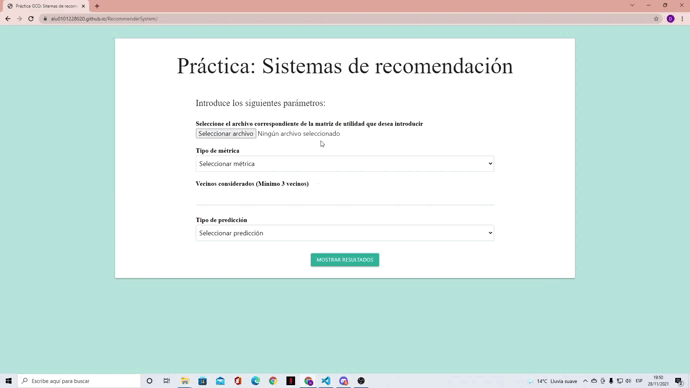 Práctica GCO: Sitemas de recom
alu0101228020.github.io/RecommenderSystem/
Práctica: Sistemas de recomendación
Introduce los siguientes parámetros:
Seleccione el archivo correspondiente de la matriz de utilidad que desea introducir
Seleccionar archivo Ningún archivo seleccionado
Tipo de métrica
Seleccionar métrica
Vecinos considerados (Mínimo 3 vecinos)
Tipo de predicción
Seleccionar predicción
MOSTRAR RESULTADOS
Escribe aquí para buscar
14°C Lluvia suave
ESP
18:50
28/11/2021